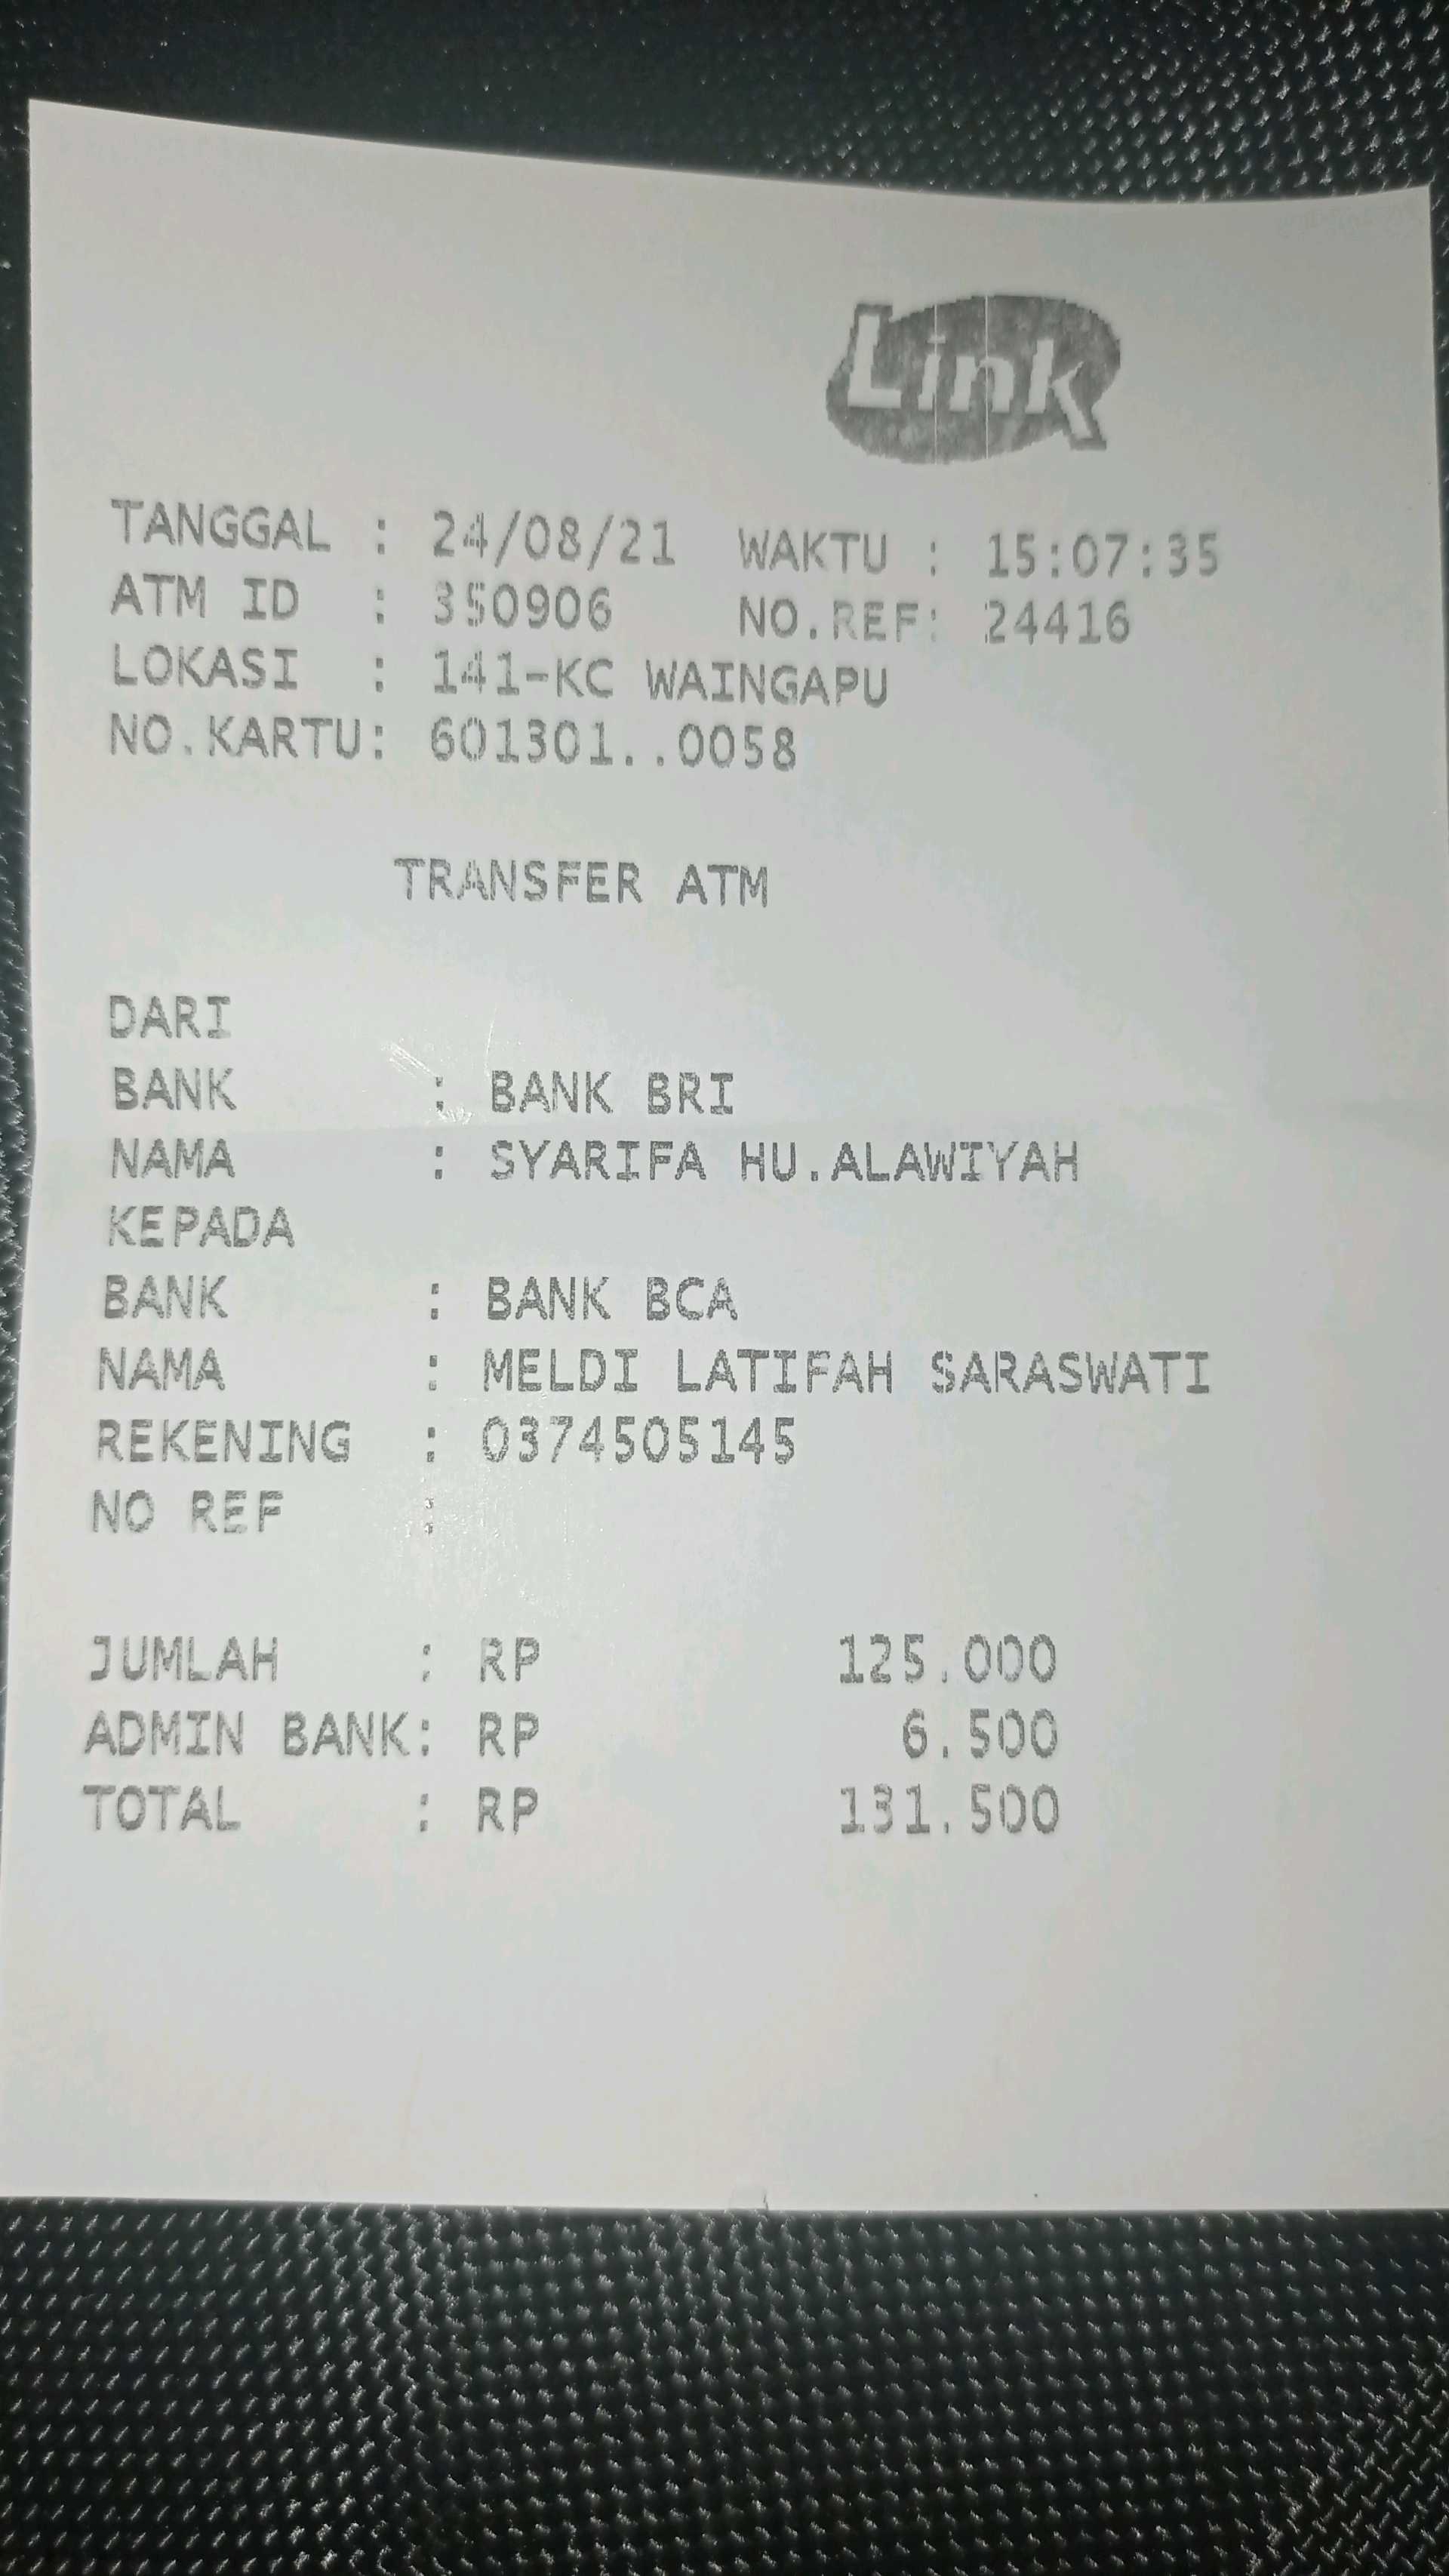 Link
TANGGAL : 24/08/21 WAKTU : 15:07:35
ATM ID : 350906 NO.REF: 24416
LOKASI : 141-KC WAINGAPU
NO.KARTU: 601301..0058
TRANSFER ATM
DARI
BANK : BANK BRI
NAMA : SYARIFA HU.ALAWIYAH
KEPADA
BANK : BANK BCA
NAMA : MELDI LATIFAH SARASWATI
REKENING : 0374505145
NO REF :
JUMLAH : RP 125.000
ADMIN BANK: RP 6.500
TOTAL : RP 131.500